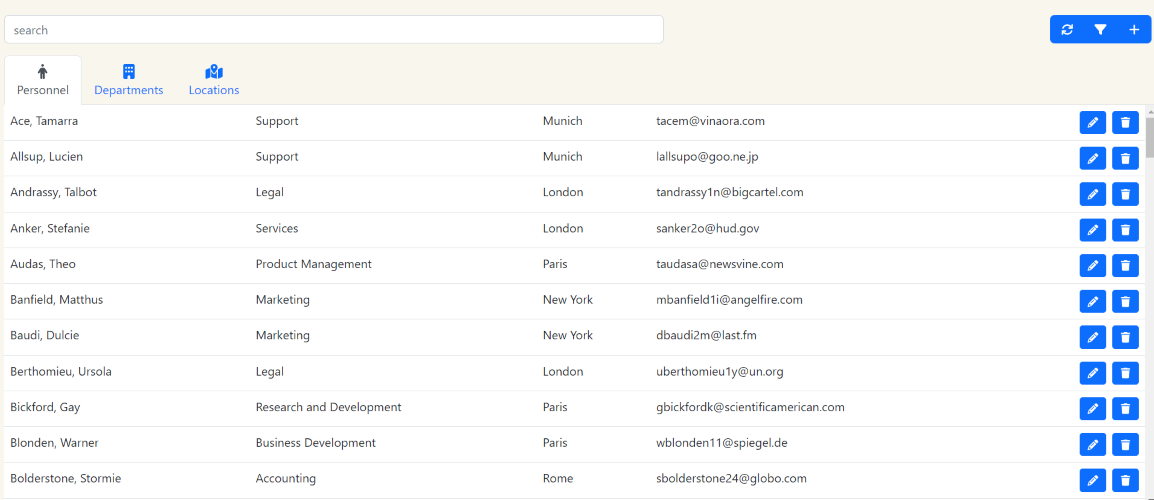 search
Personnel Departments Locations
Ace, Tamarra Support Munich tacem@vinaora.com
Allsup, Lucien Support Munich lallsupo@goo.ne.jp
Andrassy, Talbot Legal London tandrassy1n@bigcartel.com
Anker, Stefanie Services London sanker2o@hud.gov
Audas, Theo Product Management Paris taudasa@newsvine.com
Banfield, Matthus Marketing New York mbanfield1i@angelfire.com
Baudi, Dulcie Marketing New York dbaudi2m@last.fm
Berthomieu, Ursola Legal London uberthomieu1y@un.org
Bickford, Gay Research and Development Paris gbickfordk@scientificamerican.com
Blonden, Warner Business Development Paris wblonden11@spiegel.de
Bolderstone, Stormie Accounting Rome sbolderstone24@globo.com